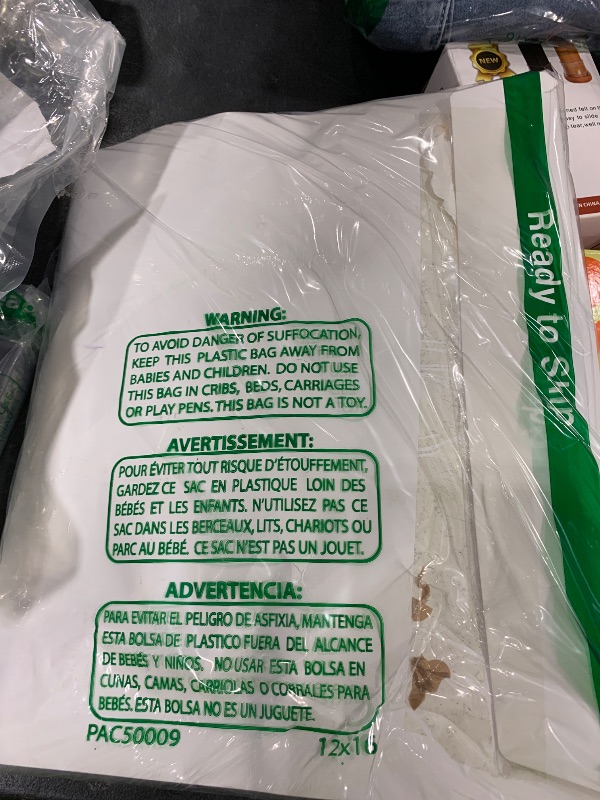 NEW
IN CHINA
Ready to Ship
WARNING:
TO AVOID DANGER OF SUFFOCATION,
KEEP THIS PLASTIC BAG AWAY FROM
BABIES AND CHILDREN. DO NOT USE
THIS BAG IN CRIBS, BEDS, CARRIAGES
OR PLAY PENS. THIS BAG IS NOT A TOY.
AVERTISSEMENT:
POUR ÉVITER TOUT RISQUE D'ÉTOUFFEMENT,
GARDEZ CE SAC EN PLASTIQUE LOIN DES
BÉBÉS ET LES ENFANTS. N'UTILISEZ PAS CE
SAC DANS LES BERCEAUX, LITS, CHARIOTS OU
PARC AU BÉBÉ. CE SAC N'EST PAS UN JOUET.
ADVERTENCIA:
PARA EVITAR EL PELIGRO DE ASFIXIA, MANTENGA
ESTA BOLSA DE PLASTICO FUERA DEL ALCANCE
DE BEBÉS Y NIÑOS. NO USAR ESTA BOLSA EN
CUNAS, CAMAS, CARRIOLAS O CORRALES PARA
BEBÉS. ESTA BOLSA NO ES UN JUGUETE.
PAC50009 12x16